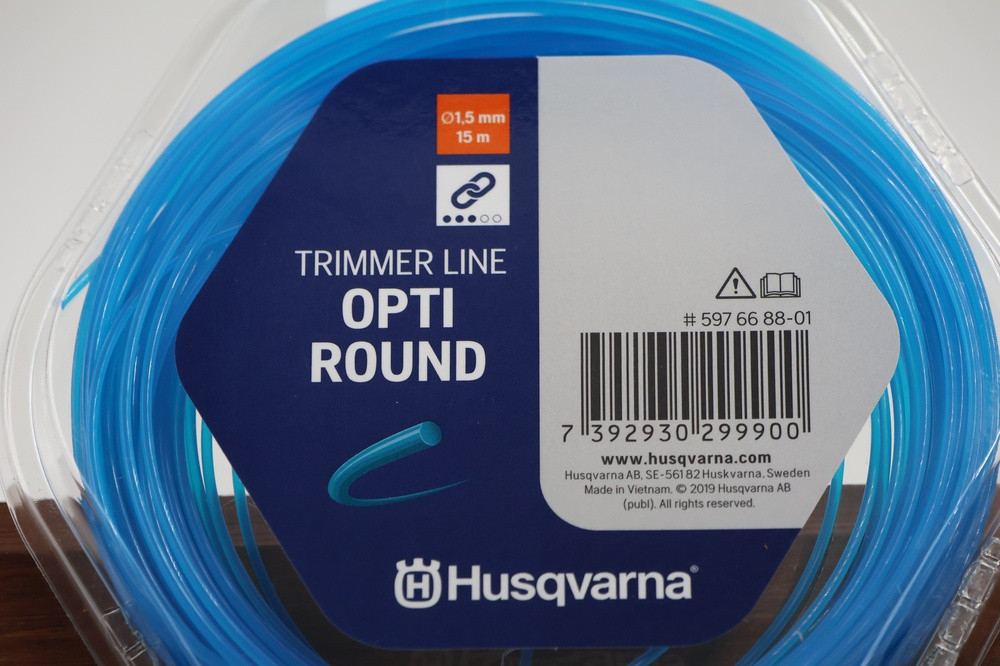 Ø1,5 mm
15 m
TRIMMER LINE
OPTI
ROUND
# 597 66 88-01
7 392930 299900
www.husqvarna.com
Husqvarna AB, SE-561 82 Huskvarna, Sweden
Made in Vietnam. © 2019 Husqvarna AB
(publ). All rights reserved.
Husqvarna®